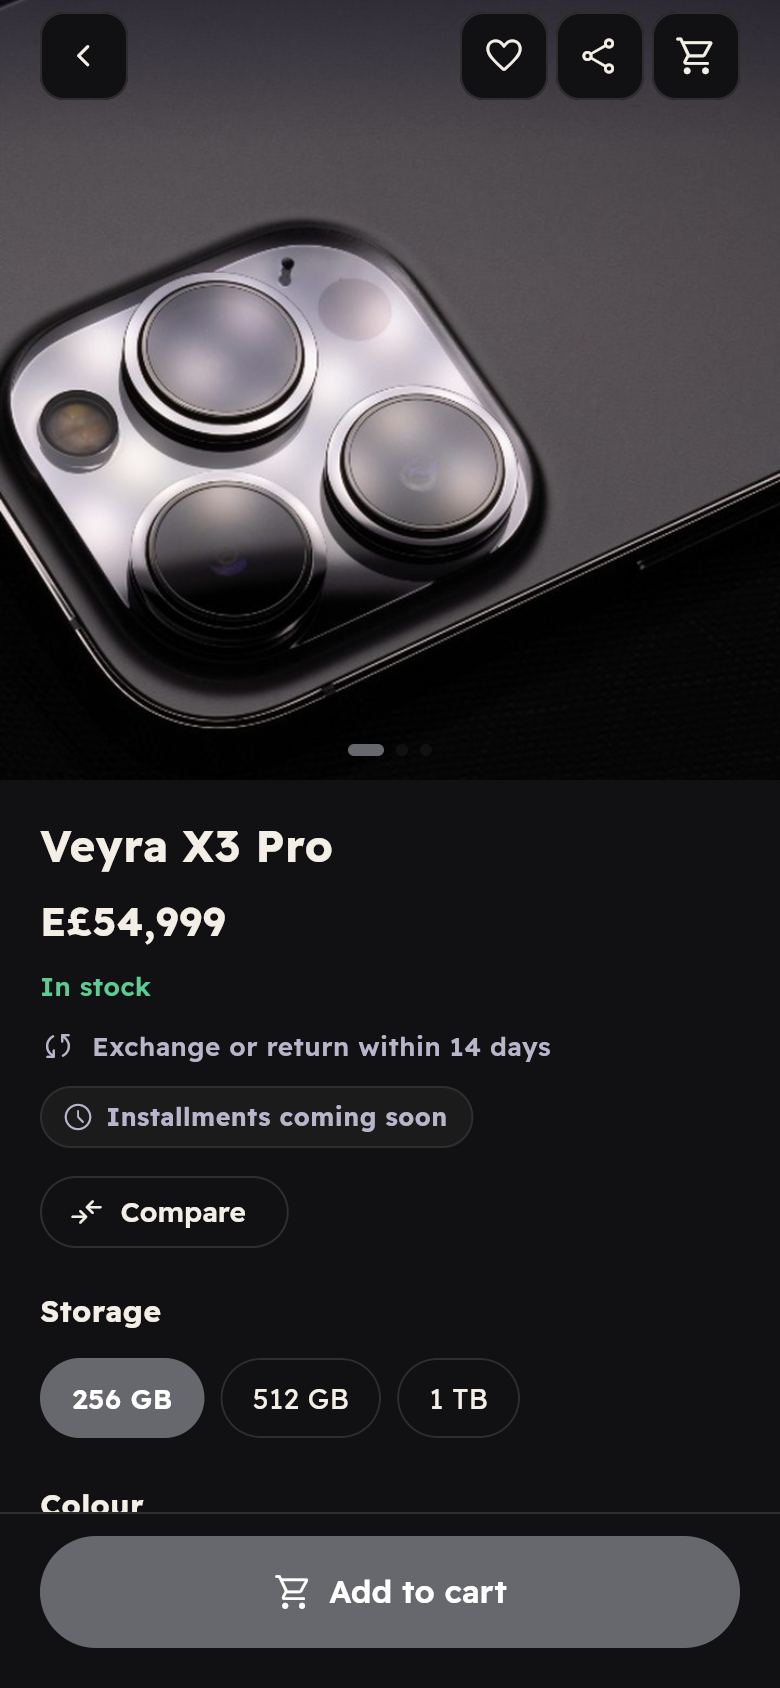 Veyra X3 Pro
E£54,999
In stock
Exchange or return within 14 days
Installments coming soon
Compare
Storage
256 GB
512 GB
1 TB
Colour
Add to cart